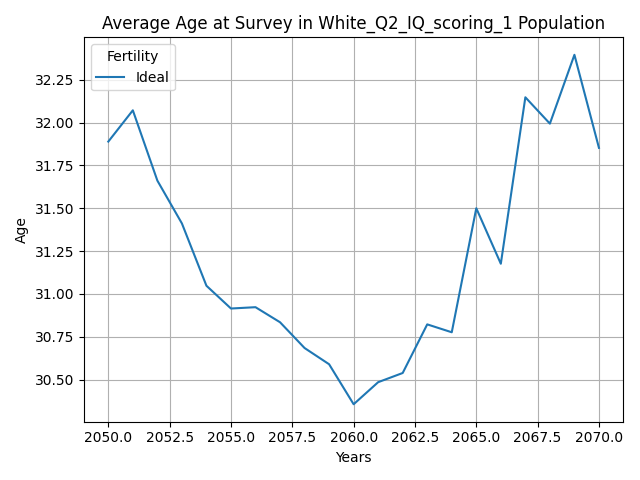 Average Age at Survey in White_Q2_IQ_scoring_1 Population
Fertility
Ideal
32.25
32.00
31.75
31.50
31.25
31.00
30.75
30.50
Age
2050.0 2052.5 2055.0 2057.5 2060.0 2062.5 2065.0 2067.5 2070.0
Years